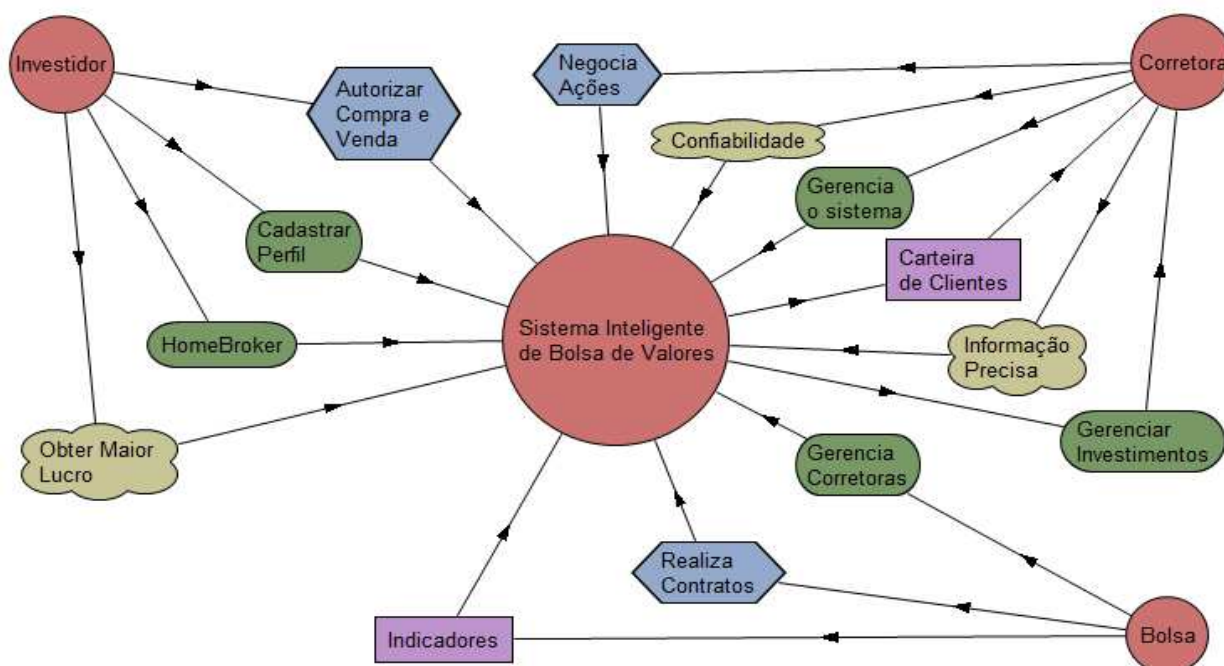 Investidor
Autorizar
Compra e
Venda
Negocia
Ações
Corretora
Confiabilidade
Gerencia
o sistema
Cadastrar
Perfil
Carteira
de Clientes
HomeBroker
Sistema Inteligente
de Bolsa de Valores
Informação
Precisa
Obter Maior
Lucro
Gerencia
Corretoras
Gerenciar
Investimentos
Realiza
Contratos
Indicadores
Bolsa